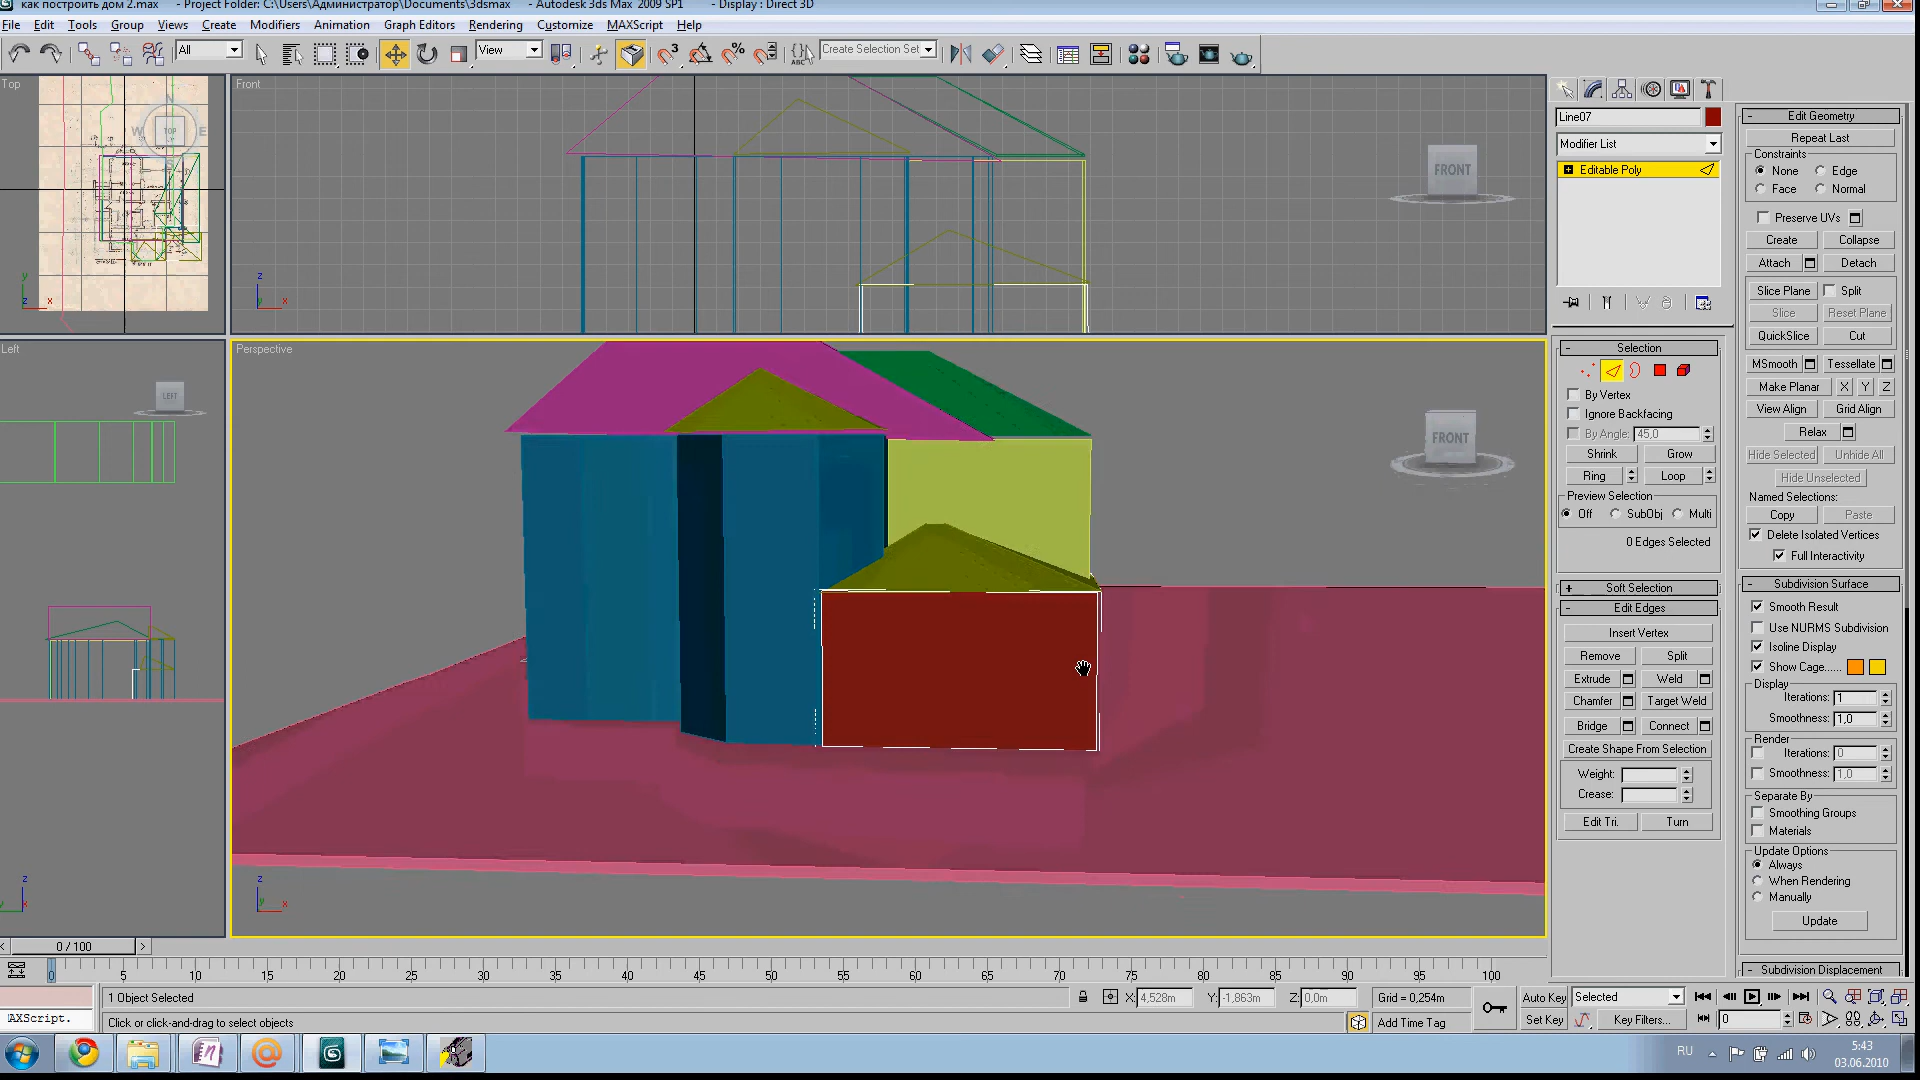 как построить дом 2.max - Project Folder: C:\Users\Администратор\Documents\3dsmax - Autodesk 3ds Max 2009 SP1 - Display : Direct 3D
File Edit Tools Group Views Create Modifiers Animation Graph Editors Rendering Customize MAXScript Help
All View 3 % ABC Create Selection Set
Top
N
W TOP E
S
y
z x
Front
FRONT
z
y x
Left
LEFT
z
y x
Perspective
FRONT
z
y x
Line07
Modifier List
Editable Poly
Selection
By Vertex
Ignore Backfacing
By Angle: 45,0
Shrink Grow
Ring Loop
Preview Selection
Off SubObj Multi
0 Edges Selected
Soft Selection
Edit Edges
Insert Vertex
Remove Split
Extrude Weld
Chamfer Target Weld
Bridge Connect
Create Shape From Selection
Weight:
Crease:
Edit Tri. Turn
Edit Geometry
Repeat Last
Constraints
None Edge
Face Normal
Preserve UVs
Create Collapse
Attach Detach
Slice Plane Split
Slice Reset Plane
QuickSlice Cut
MSmooth Tessellate
Make Planar X Y Z
View Align Grid Align
Relax
Hide Selected Unhide All
Hide Unselected
Named Selections:
Copy Paste
Delete Isolated Vertices
Full Interactivity
Subdivision Surface
Smooth Result
Use NURMS Subdivision
Isoline Display
Show Cage......
Display
Iterations: 1
Smoothness: 1,0
Render
Iterations: 0
Smoothness: 1,0
Separate By
Smoothing Groups
Materials
Update Options
Always
When Rendering
Manually
Update
Subdivision Displacement
0 / 100
0 5 10 15 20 25 30 35 40 45 50 55 60 65 70 75 80 85 90 95 100
1 Object Selected X: 4,528m Y: -1,863m Z: 0,0m Grid = 0,254m Auto Key Selected
AXScript. Click or click-and-drag to select objects Add Time Tag Set Key Key Filters... 0
RU 5:43
03.06.2010